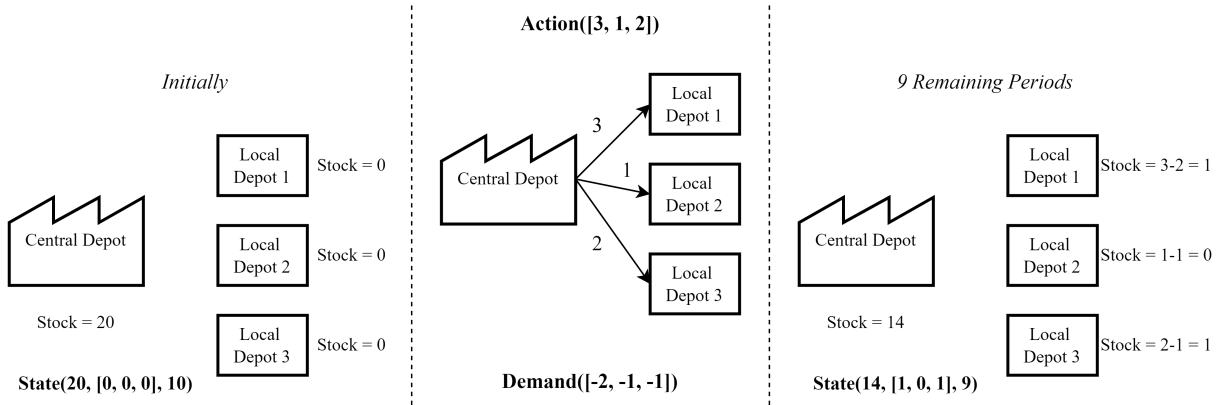 Initially
Local
Depot 1
Stock = 0
Central Depot
Local
Depot 2
Stock = 0
Stock = 20
Local
Depot 3
Stock = 0
State(20, [0, 0, 0], 10)
Action([3, 1, 2])
Local
Depot 1
3
Central Depot
1
Local
Depot 2
2
Local
Depot 3
Demand([-2, -1, -1])
9 Remaining Periods
Local
Depot 1
Stock = 3-2 = 1
Central Depot
Local
Depot 2
Stock = 1-1 = 0
Stock = 14
Local
Depot 3
Stock = 2-1 = 1
State(14, [1, 0, 1], 9)